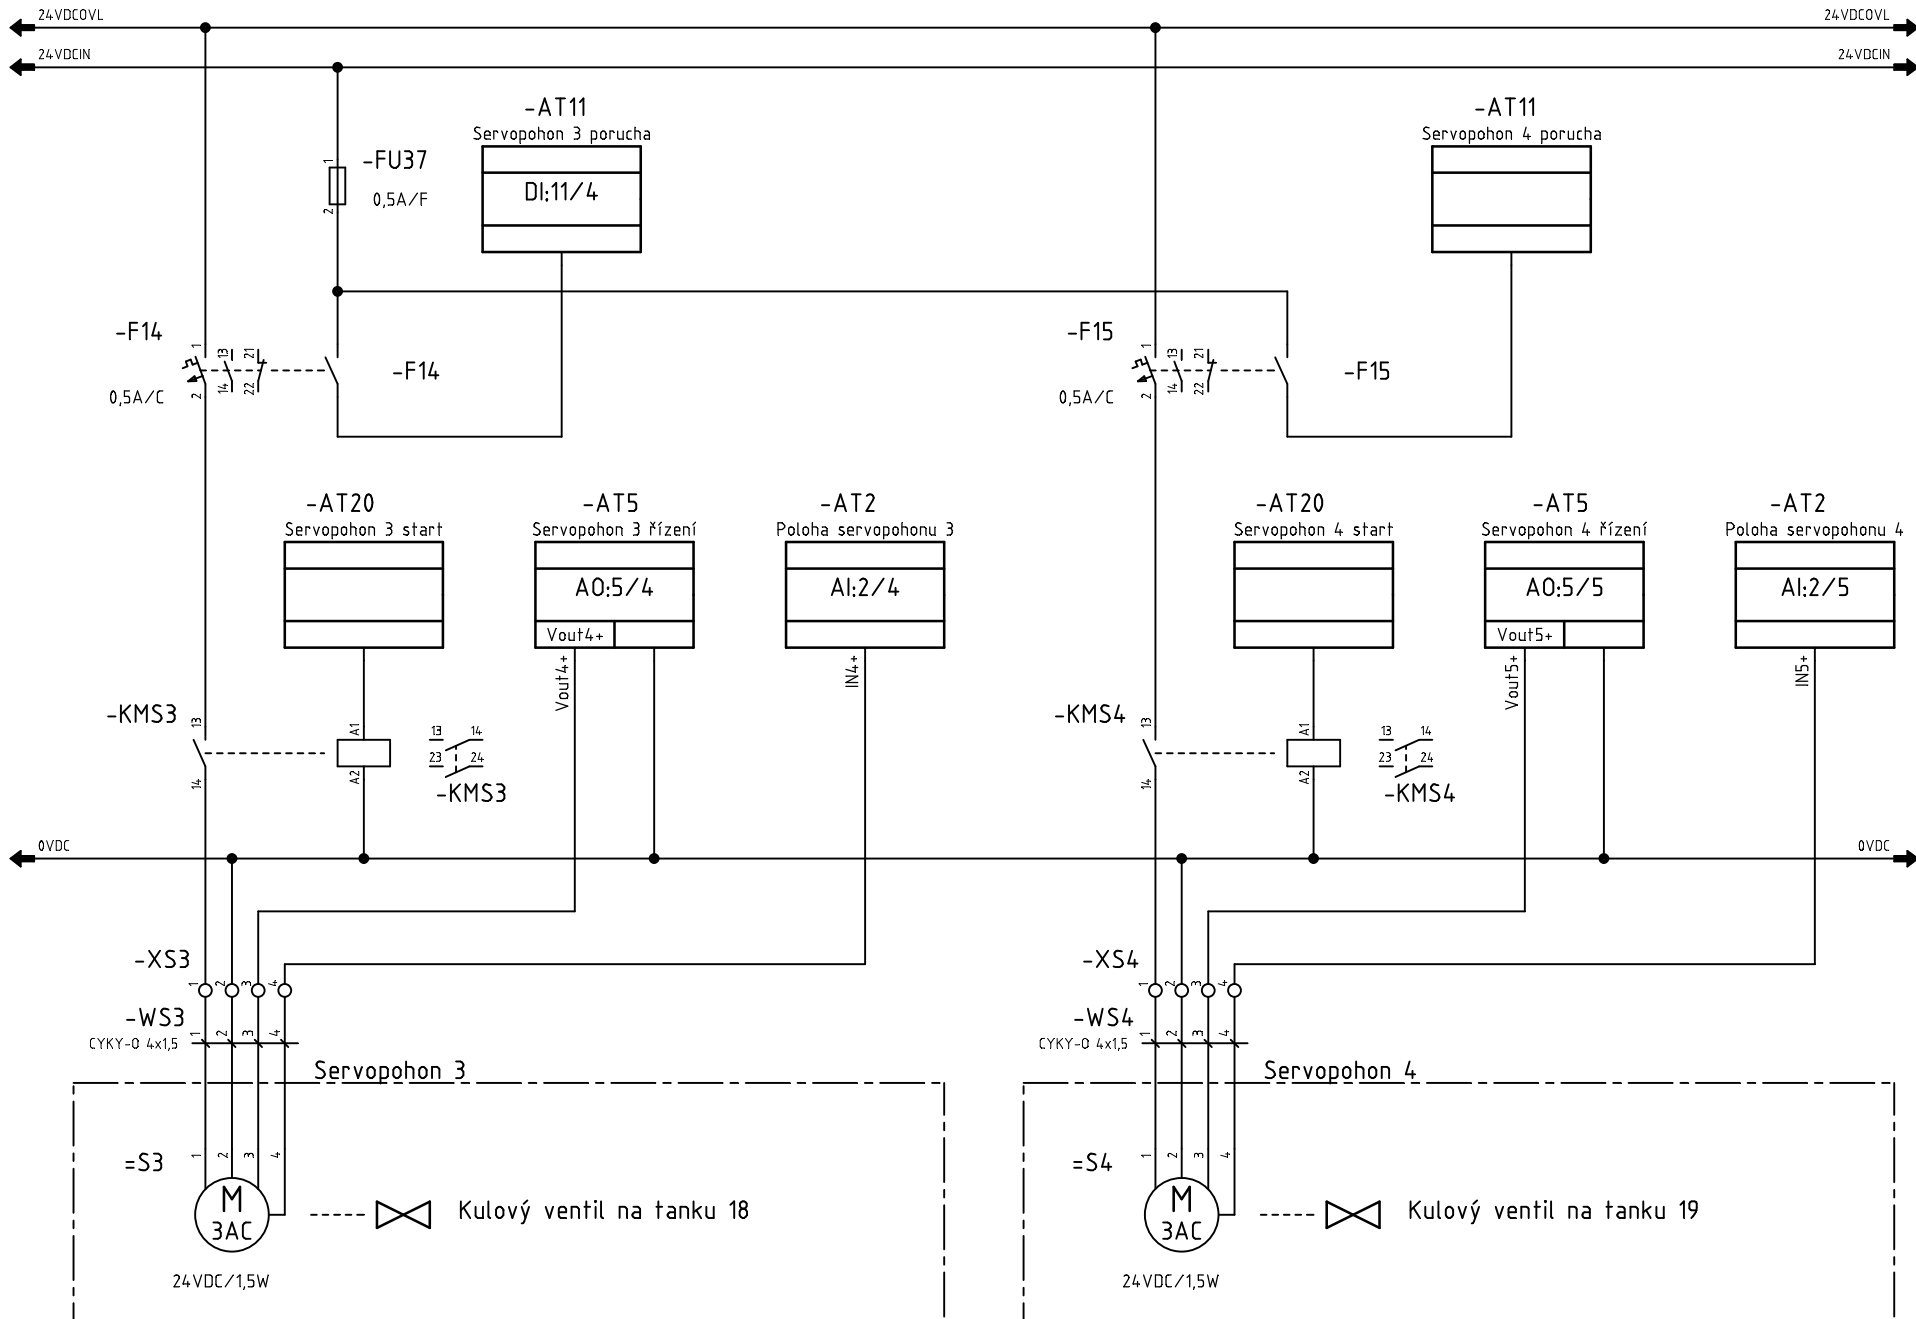 24VDCOVL
24VDCOVL
24VDCIN
24VDCIN
-AT11
Servopohon 3 porucha
DI:11/4
-AT11
Servopohon 4 porucha
1
-FU37
2
0,5A/F
-F14
1
13
21
14
22
2
0,5A/C
-F14
-F15
1
13
21
14
22
2
0,5A/C
-F15
-AT20
Servopohon 3 start
-AT5
Servopohon 3 řízení
AO:5/4
Vout4+
Vout4+
-AT2
Poloha servopohonu 3
AI:2/4
IN4+
-AT20
Servopohon 4 start
-AT5
Servopohon 4 řízení
AO:5/5
Vout5+
Vout5+
-AT2
Poloha servopohonu 4
AI:2/5
IN5+
-KMS3
13
14
A1
A2
13 14
23 24
-KMS3
-KMS4
13
14
A1
A2
13 14
23 24
-KMS4
0VDC
0VDC
-XS3
1 2 3 4
-WS3
1 2 3 4
CYKY-O 4x1,5
-XS4
1 2 3 4
-WS4
1 2 3 4
CYKY-O 4x1,5
Servopohon 3
=S3
1 2 3 4
M
3AC
24VDC/1,5W
Kulový ventil na tanku 18
Servopohon 4
=S4
1 2 3 4
M
3AC
24VDC/1,5W
Kulový ventil na tanku 19